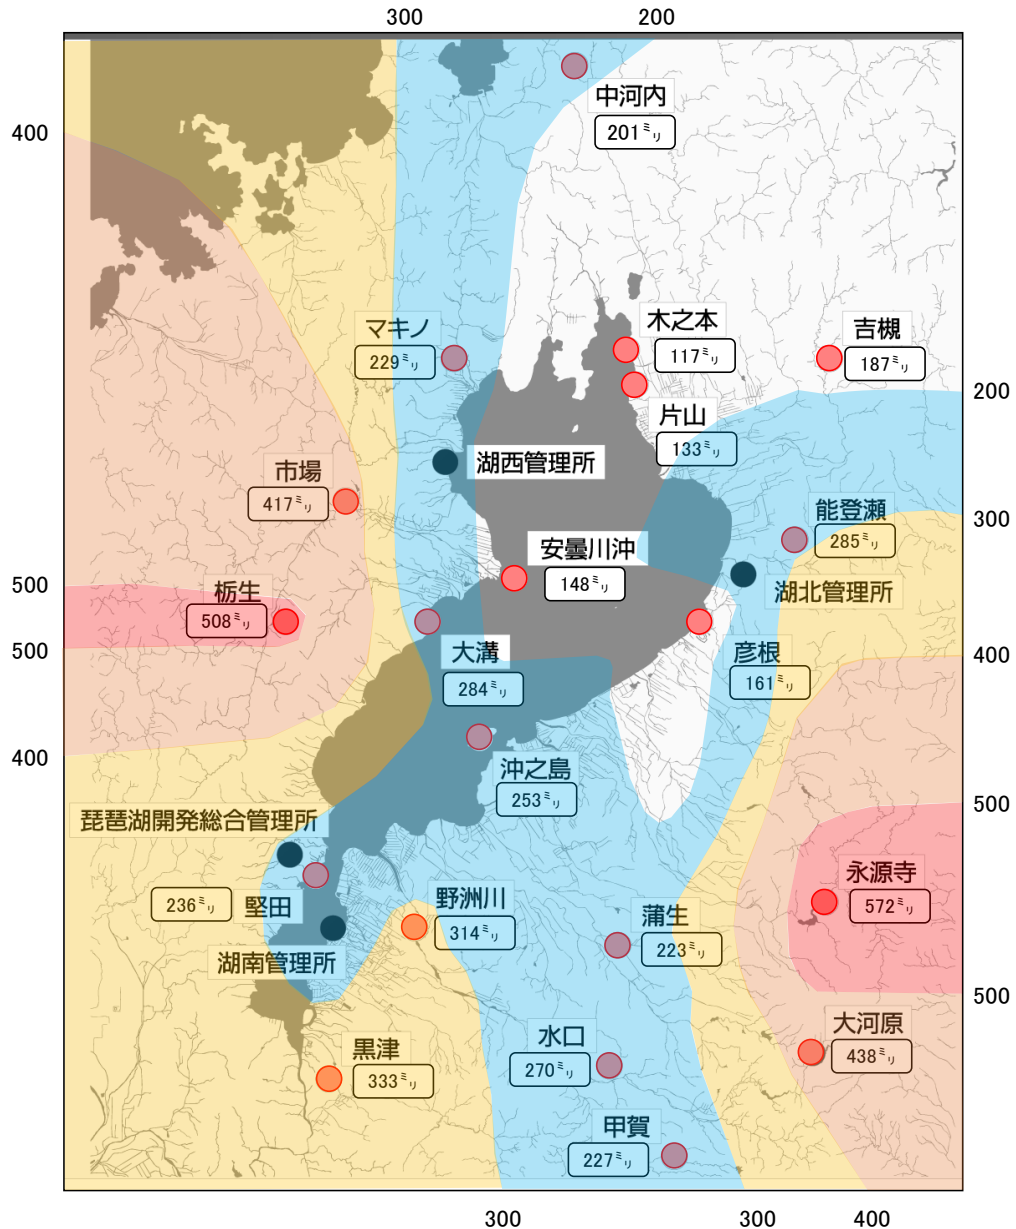 300
200
中河内
201ミリ
400
マキノ
229ミリ
木之本
117ミリ
吉槻
187ミリ
200
片山
133ミリ
湖西管理所
市場
417ミリ
能登瀬
285ミリ
300
安曇川沖
148ミリ
湖北管理所
500
栃生
508ミリ
500
大溝
284ミリ
彦根
161ミリ
400
400
沖之島
253ミリ
500
琵琶湖開発総合管理所
永源寺
572ミリ
236ミリ
堅田
野洲川
314ミリ
蒲生
223ミリ
湖南管理所
500
大河原
438ミリ
黒津
333ミリ
水口
270ミリ
甲賀
227ミリ
300
300
400